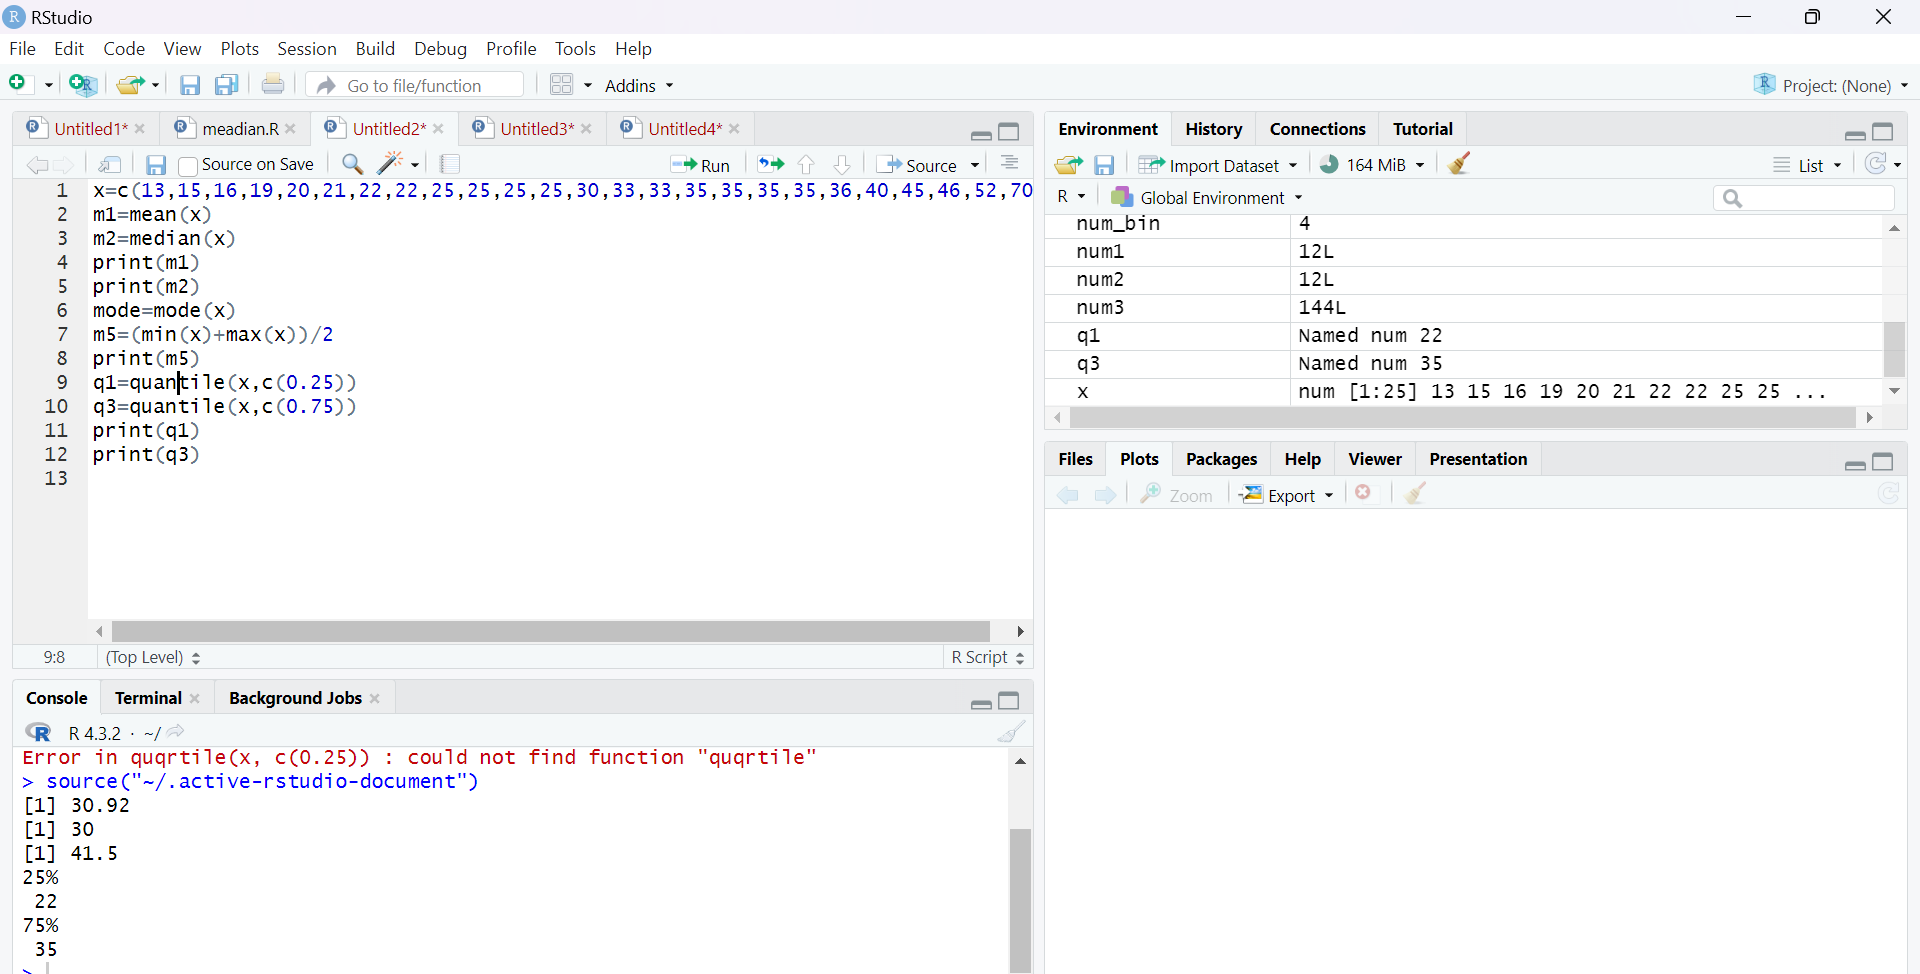 RStudio
File Edit Code View Plots Session Build Debug Profile Tools Help
Go to file/function Addins Project: (None)
Untitled1* meadian.R Untitled2* Untitled3* Untitled4*
Source on Save Run Source
1 x=c(13,15,16,19,20,21,22,22,25,25,25,25,30,33,33,35,35,35,35,36,40,45,46,52,70
2 m1=mean(x)
3 m2=median(x)
4 print(m1)
5 print(m2)
6 mode=mode(x)
7 m5=(min(x)+max(x))/2
8 print(m5)
9 q1=quantile(x,c(0.25))
10 q3=quantile(x,c(0.75))
11 print(q1)
12 print(q3)
13
9:8 (Top Level) R Script
Console Terminal Background Jobs
R 4.3.2 · ~/
Error in quqrtile(x, c(0.25)) : could not find function "quqrtile"
> source("~/.active-rstudio-document")
[1] 30.92
[1] 30
[1] 41.5
25%
22
75%
35
>
Environment History Connections Tutorial
Import Dataset 164 MiB List
R Global Environment
num_bin 4
num1 12L
num2 12L
num3 144L
q1 Named num 22
q3 Named num 35
x num [1:25] 13 15 16 19 20 21 22 22 25 25 ...
Files Plots Packages Help Viewer Presentation
Zoom Export